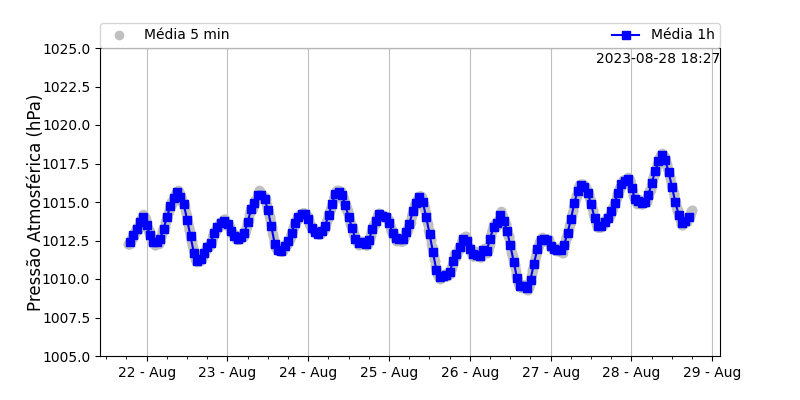 Média 5 min
Média 1h
2023-08-28 18:27
Pressão Atmosférica (hPa)
1025.0
1022.5
1020.0
1017.5
1015.0
1012.5
1010.0
1007.5
1005.0
22 - Aug
23 - Aug
24 - Aug
25 - Aug
26 - Aug
27 - Aug
28 - Aug
29 - Aug